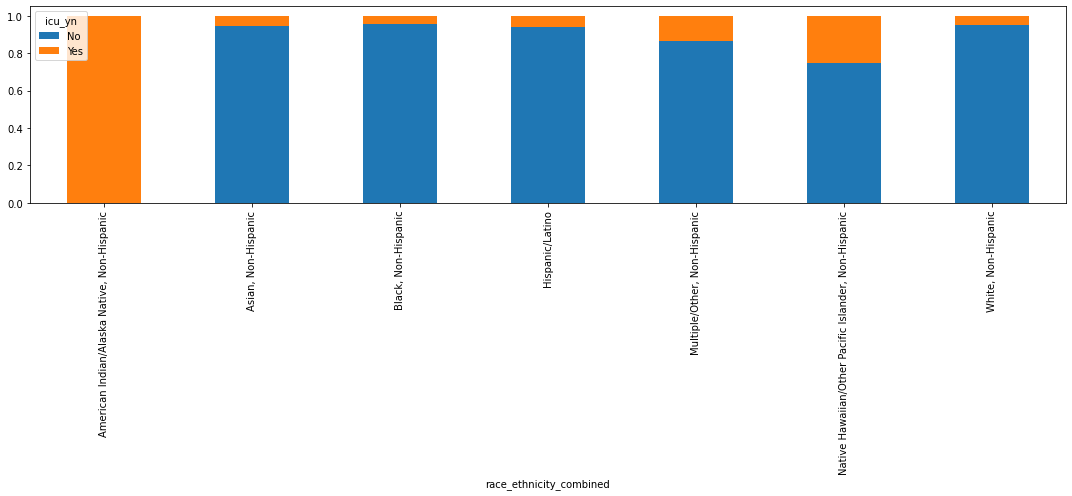 icu_yn
No
Yes
1.0
0.8
0.6
0.4
0.2
0.0
American Indian/Alaska Native, Non-Hispanic
Asian, Non-Hispanic
Black, Non-Hispanic
Hispanic/Latino
Multiple/Other, Non-Hispanic
Native Hawaiian/Other Pacific Islander, Non-Hispanic
White, Non-Hispanic
race_ethnicity_combined